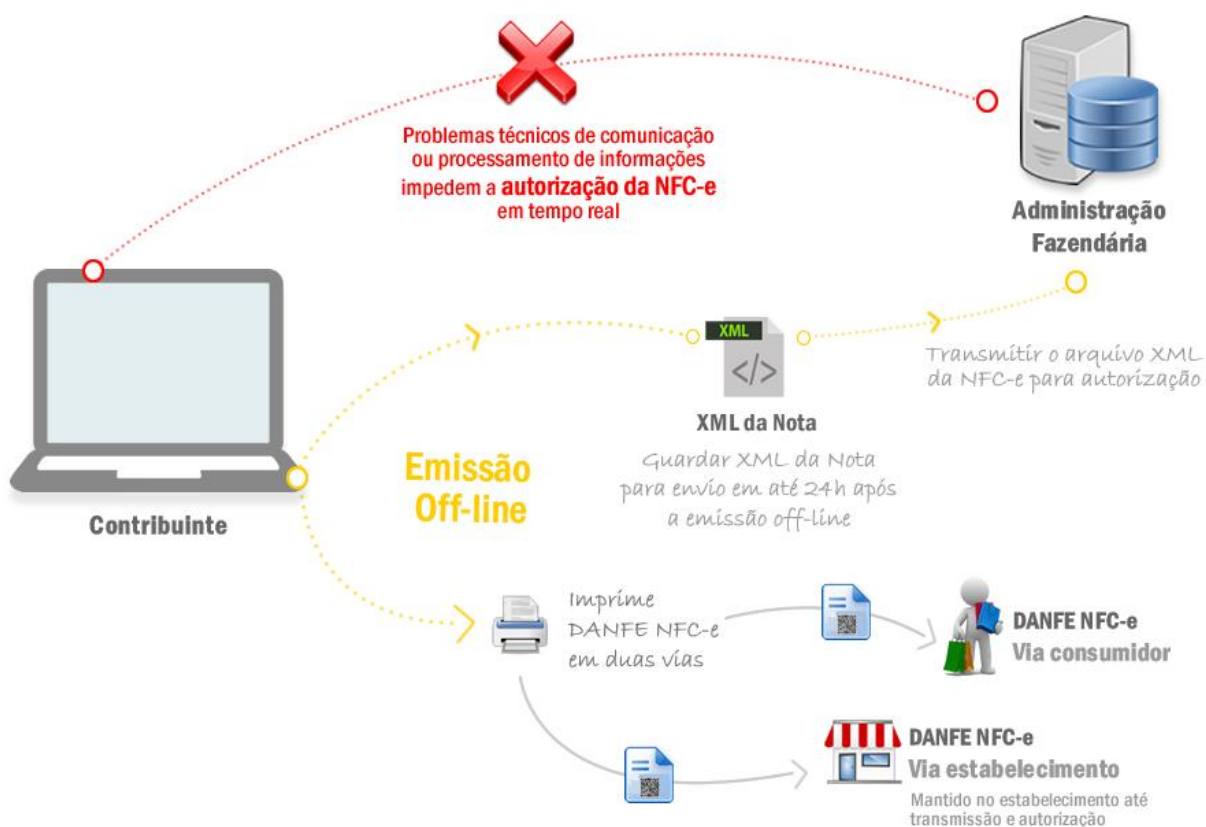 Problemas técnicos de comunicação
ou processamento de informações
impedem a autorização da NFC-e
em tempo real
Administração
Fazendária
XML
</>
Transmitir o arquivo XML
da NFC-e para autorização
XML da Nota
Guardar XML da Nota
para envio em até 24h após
a emissão off-line
Emissão
Off-line
Contribuinte
Imprime
DANFE NFC-e
em duas vias
DANFE NFC-e
Via consumidor
DANFE NFC-e
Via estabelecimento
Mantido no estabelecimento até
transmissão e autorização